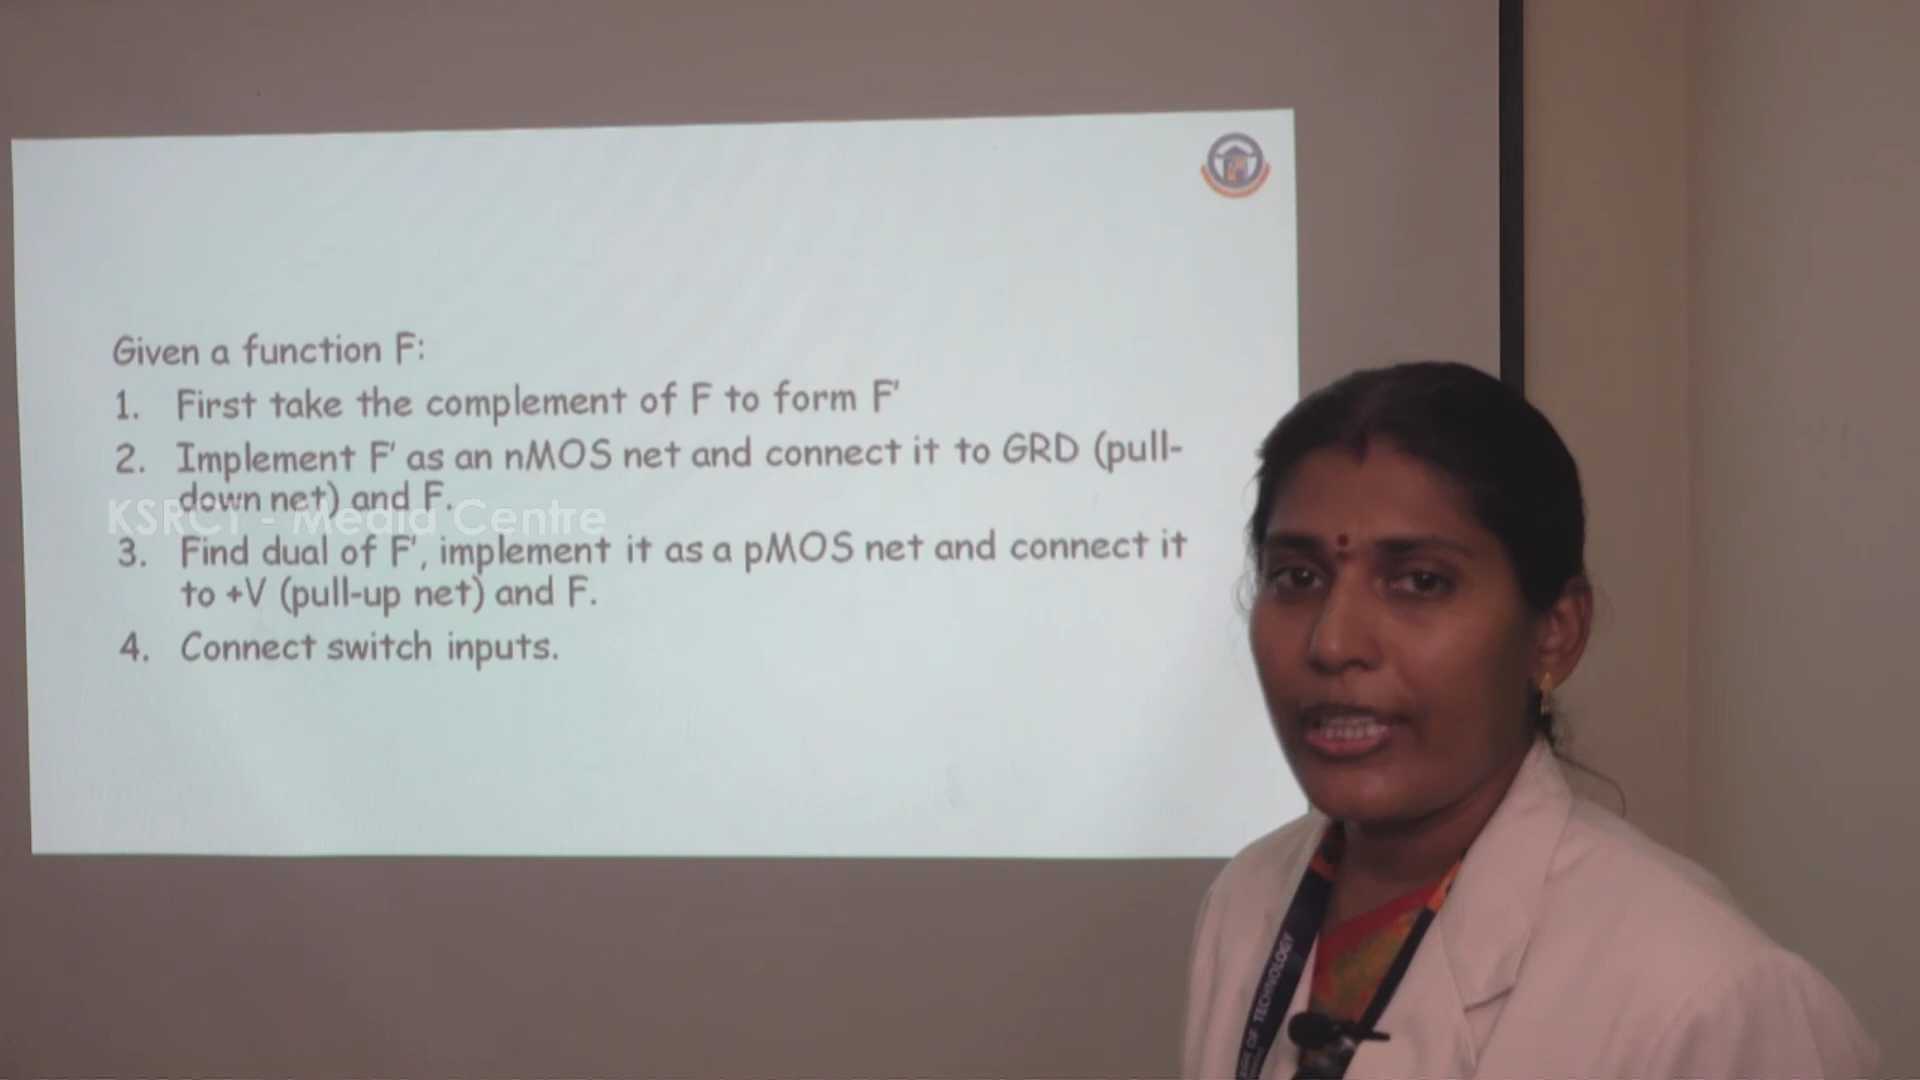 Given a function F:
1. First take the complement of F to form F'
2. Implement F' as an nMOS net and connect it to GRD (pull-
down net) and F.
KSRCT - Media Centre
3. Find dual of F', implement it as a pMOS net and connect it
to +V (pull-up net) and F.
4. Connect switch inputs.
OF TECHNOLOGY